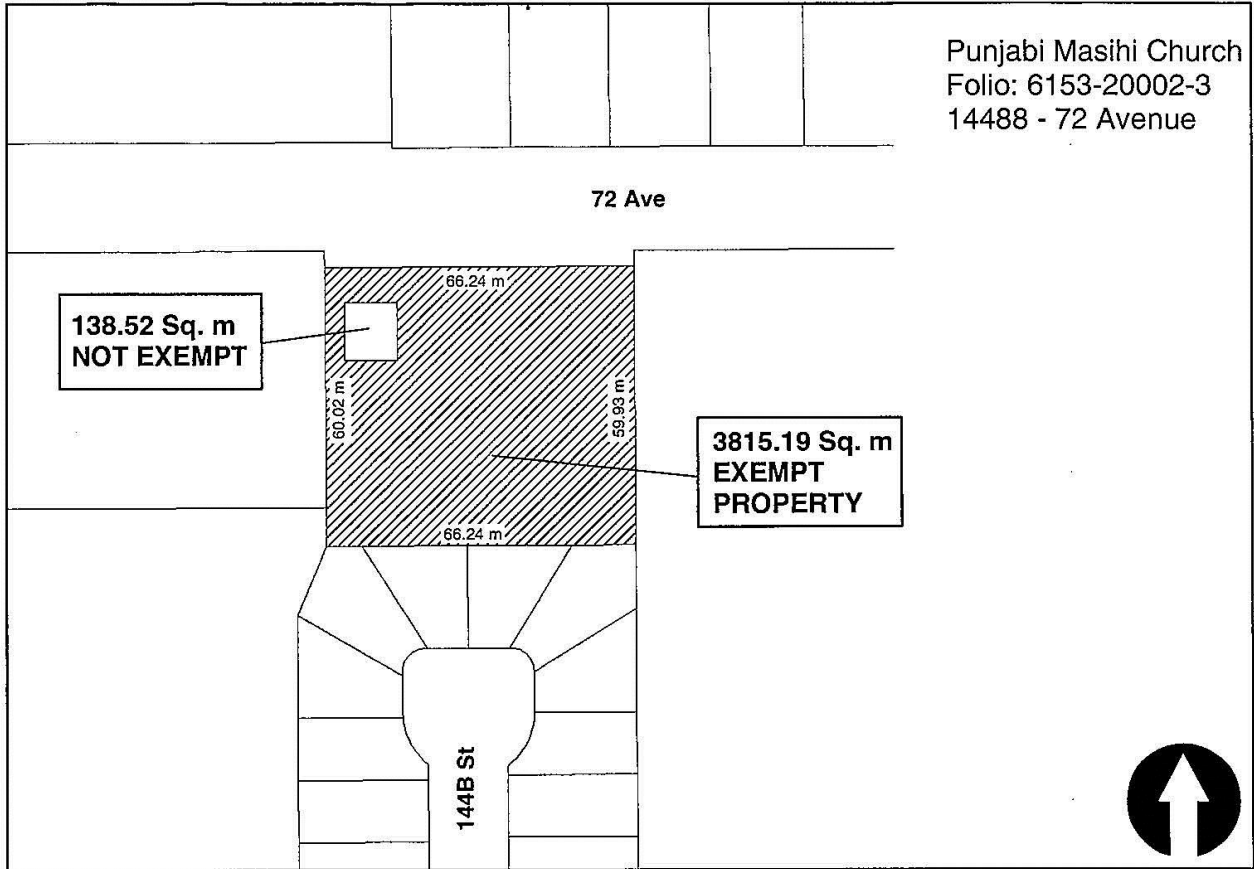 Punjabi Masihi Church
Folio: 6153-20002-3
14488 - 72 Avenue
72 Ave
66.24 m
138.52 Sq. m
NOT EXEMPT
60.02 m
59.93 m
3815.19 Sq. m
EXEMPT
PROPERTY
66.24 m
144B St